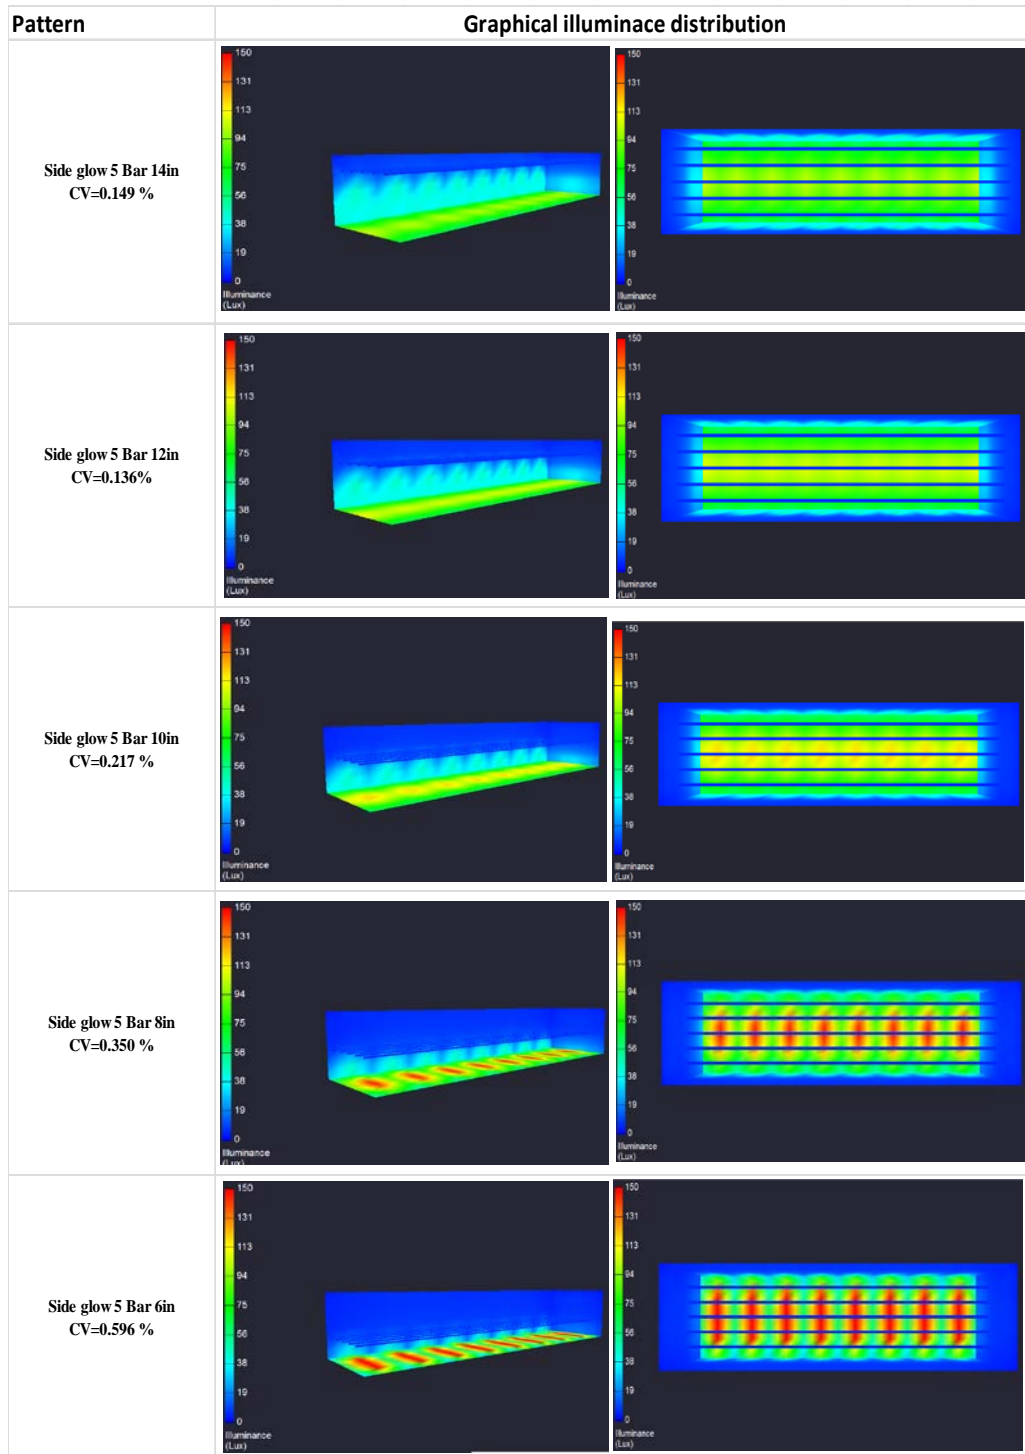 Pattern
Graphical illuminace distribution
Side glow 5 Bar 14in
CV=0.149 %
150
131
113
94
75
56
38
19
0
Illuminance
(Lux)
150
131
113
94
75
56
38
19
0
Illuminance
(Lux)
Side glow 5 Bar 12in
CV=0.136%
150
131
113
94
75
56
38
19
0
Illuminance
(Lux)
150
131
113
94
75
56
38
19
0
Illuminance
(Lux)
Side glow 5 Bar 10in
CV=0.217 %
150
131
113
94
75
56
38
19
0
Illuminance
(Lux)
150
131
113
94
75
56
38
19
0
Illuminance
(Lux)
Side glow 5 Bar 8in
CV=0.350 %
150
131
113
94
75
56
38
19
0
Illuminance
(Lux)
150
131
113
94
75
56
38
19
0
Illuminance
(Lux)
Side glow 5 Bar 6in
CV=0.596 %
150
131
113
94
75
56
38
19
0
Illuminance
(Lux)
150
131
113
94
75
56
38
19
0
Illuminance
(Lux)